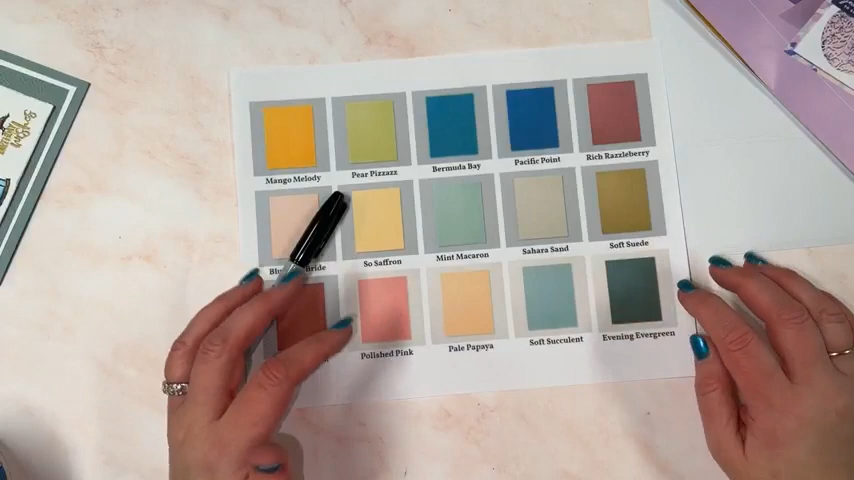 Mango Melody
Pear Pizzazz
Bermuda Bay
Pacific Point
Rich Razzleberry
Bride
So Saffron
Mint Macaron
Sahara Sand
Soft Suede
Polished Pink
Pale Papaya
Soft Succulent
Evening Evergreen